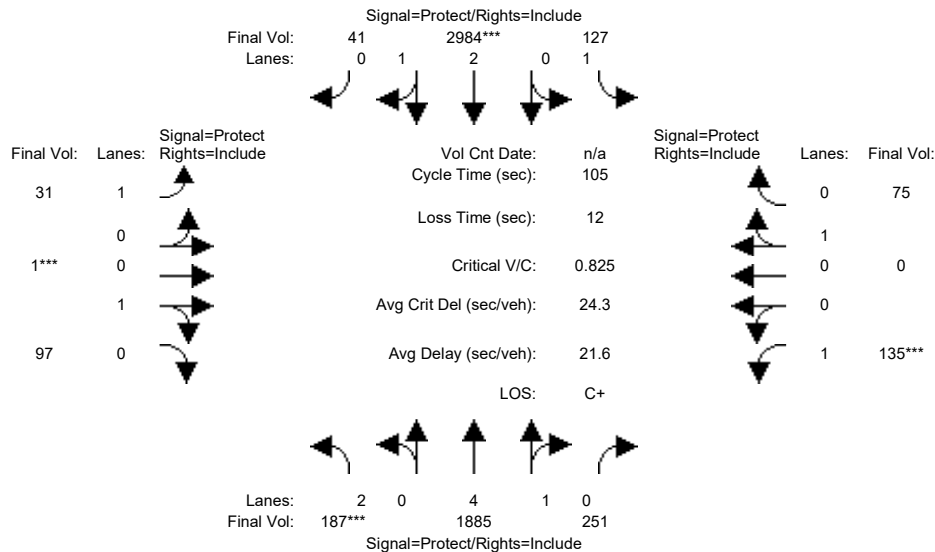 Signal=Protect/Rights=Include
Final Vol: 41 2984*** 127
Lanes: 0 1 2 0 1
Signal=Protect Signal=Protect
Final Vol: Lanes: Rights=Include Vol Cnt Date: n/a Rights=Include Lanes: Final Vol:
Cycle Time (sec): 105
31 1 0 75
Loss Time (sec): 12
0 1
1*** 0 Critical V/C: 0.825 0 0
1 Avg Crit Del (sec/veh): 24.3 0
97 0 Avg Delay (sec/veh): 21.6 1 135***
LOS: C+
Lanes: 2 0 4 1 0
Final Vol: 187*** 1885 251
Signal=Protect/Rights=Include